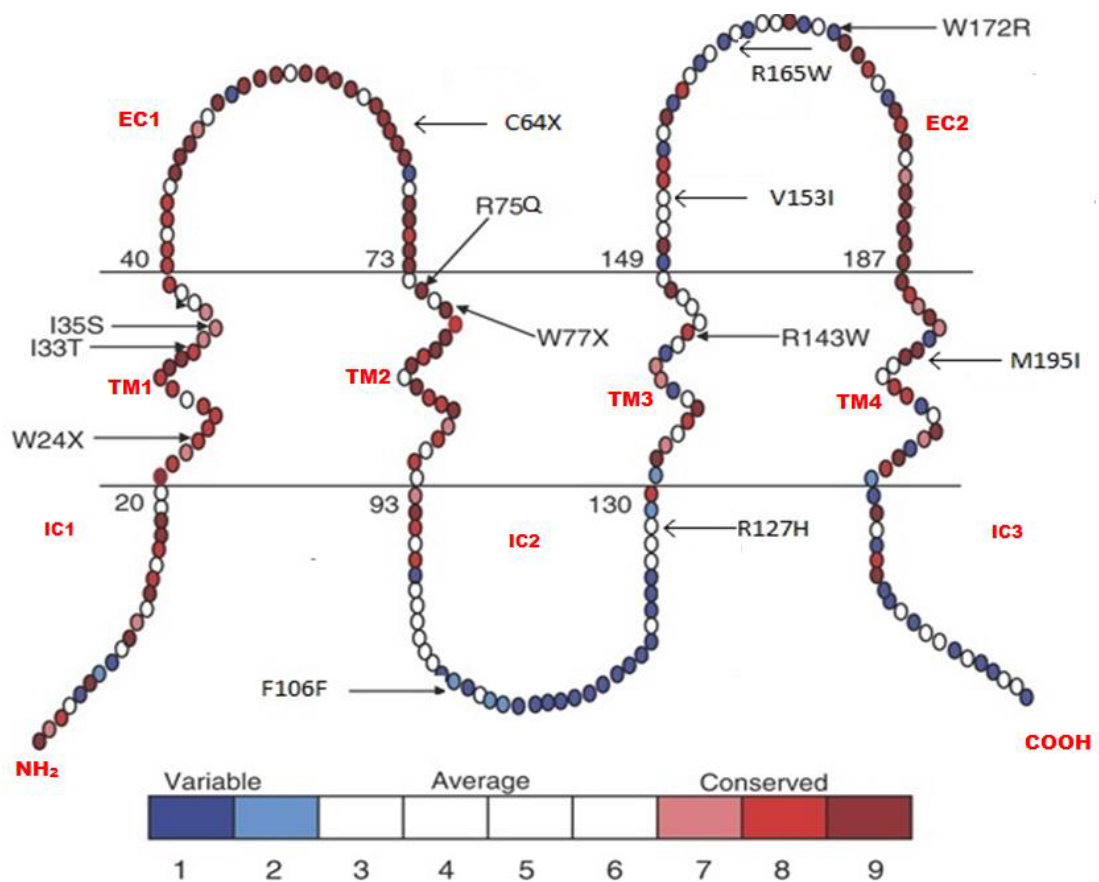 W172R
R165W
EC1
C64X
EC2
V153I
R75Q
40
73
149
187
I35S
I33T
W77X
R143W
M195I
TM1
TM2
TM3
TM4
W24X
20
93
130
IC1
IC2
R127H
IC3
F106F
NH₂
COOH
Variable
Average
Conserved
1 2 3 4 5 6 7 8 9